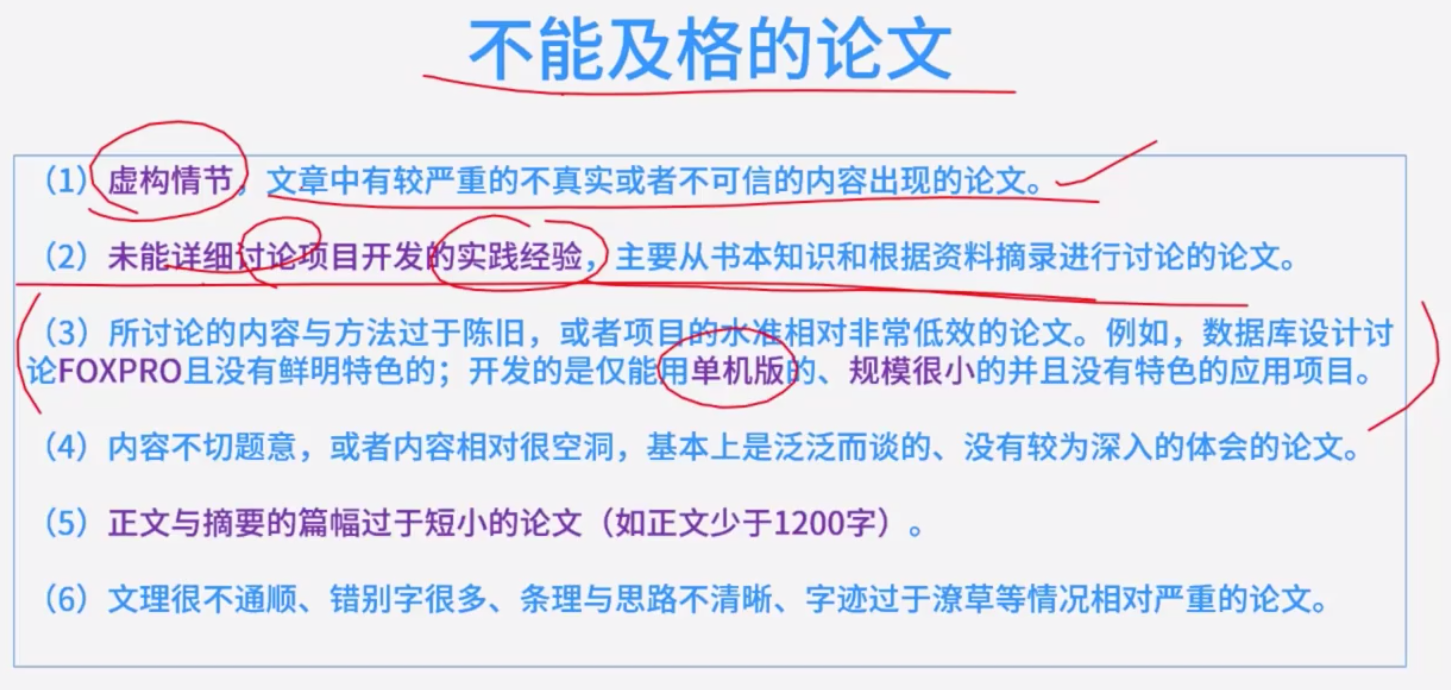 不能及格的论文
（1）虚构情节，文章中有较严重的不真实或者不可信的内容出现的论文。
（2）未能详细讨论项目开发的实践经验，主要从书本知识和根据资料摘录进行讨论的论文。
（3）所讨论的内容与方法过于陈旧，或者项目的水准相对非常低效的论文。例如，数据库设计讨
论FOXPRO且没有鲜明特色的；开发的是仅能用单机版的、规模很小的并且没有特色的应用项目。
（4）内容不切题意，或者内容相对很空洞，基本上是泛泛而谈的、没有较为深入的体会的论文。
（5）正文与摘要的篇幅过于短小的论文（如正文少于1200字）。
（6）文理很不通顺、错别字很多、条理与思路不清晰、字迹过于潦草等情况相对严重的论文。